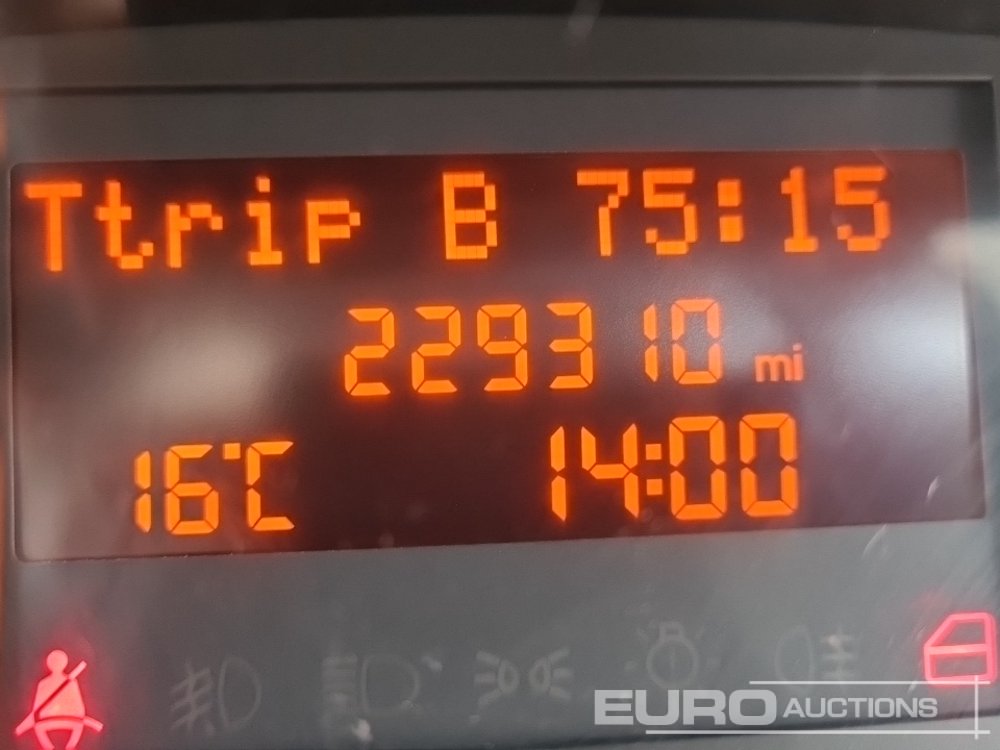 Ttrip B 75:15
229310 mi
16°C 14:00
EURO AUCTIONS